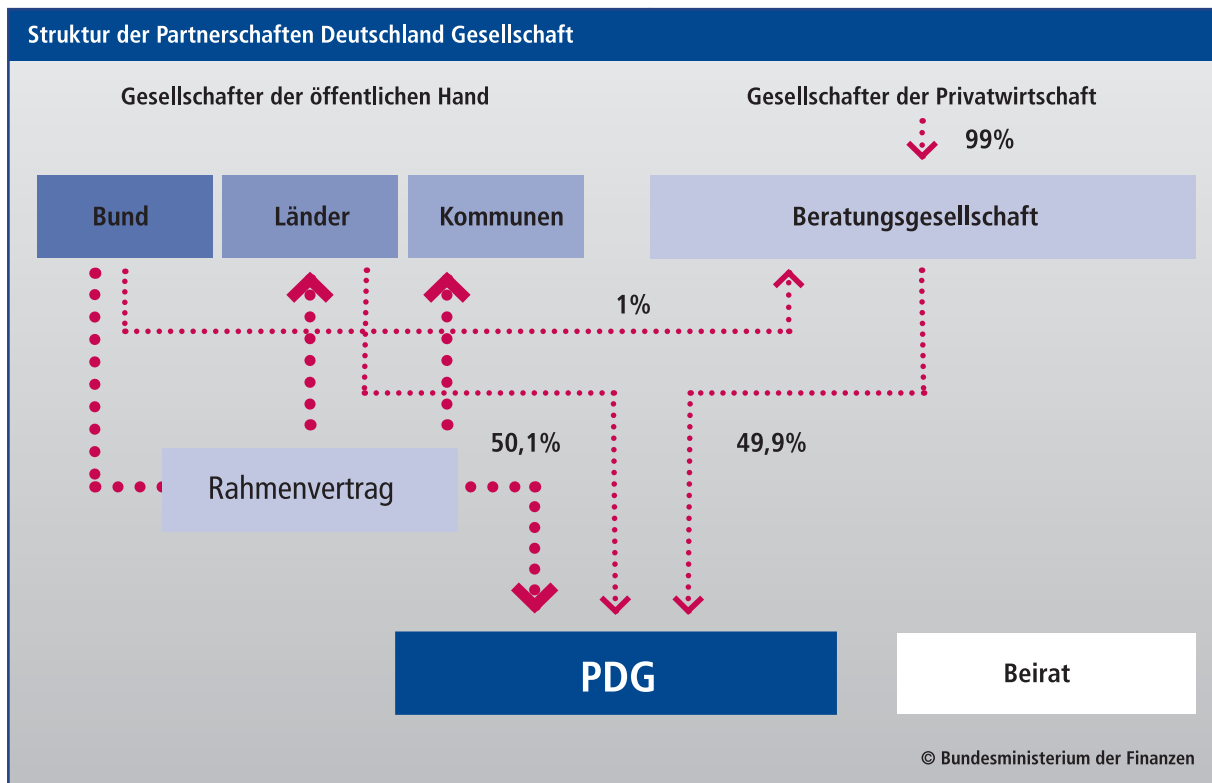 Struktur der Partnerschaften Deutschland Gesellschaft
Gesellschafter der öffentlichen Hand
Gesellschafter der Privatwirtschaft
99%
Bund
Länder
Kommunen
Beratungsgesellschaft
1%
50,1%
49,9%
Rahmenvertrag
PDG
Beirat
© Bundesministerium der Finanzen